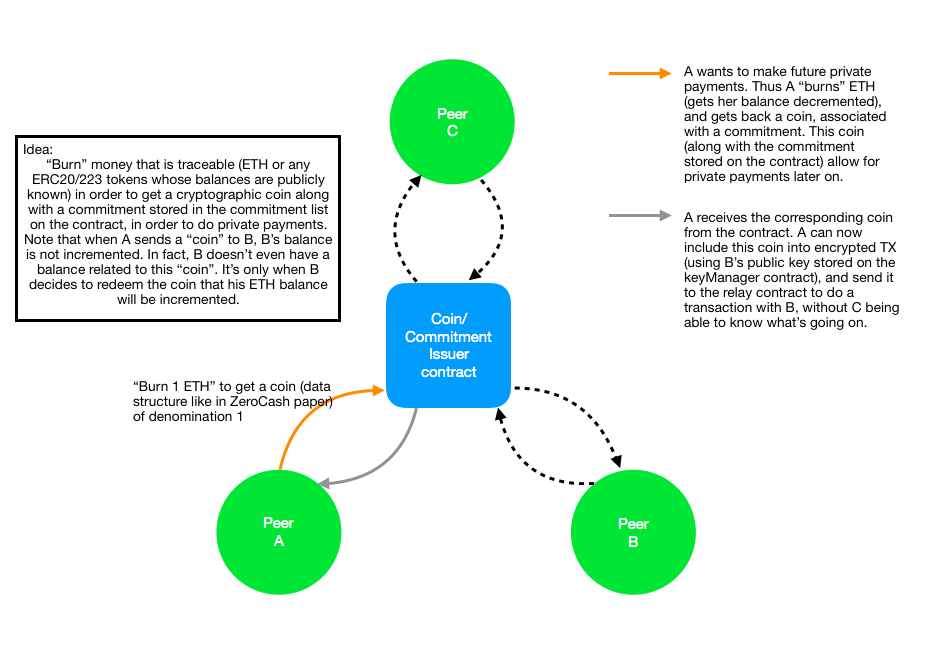 Peer
C
A wants to make future private
payments. Thus A “burns” ETH
(gets her balance decremented),
and gets back a coin, associated
with a commitment. This coin
(along with the commitment
stored on the contract) allow for
private payments later on.
Idea:
“Burn” money that is traceable (ETH or any
ERC20/223 tokens whose balances are publicly
known) in order to get a cryptographic coin along
with a commitment stored in the commitment list
on the contract, in order to do private payments.
Note that when A sends a “coin” to B, B’s balance
is not incremented. In fact, B doesn’t even have a
balance related to this “coin”. It’s only when B
decides to redeem the coin that his ETH balance
will be incremented.
A receives the corresponding coin
from the contract. A can now
include this coin into encrypted TX
(using B’s public key stored on the
keyManager contract), and send it
to the relay contract to do a
transaction with B, without C being
able to know what’s going on.
Coin/
Commitment
Issuer
contract
“Burn 1 ETH” to get a coin (data
structure like in ZeroCash paper)
of denomination 1
Peer
A
Peer
B